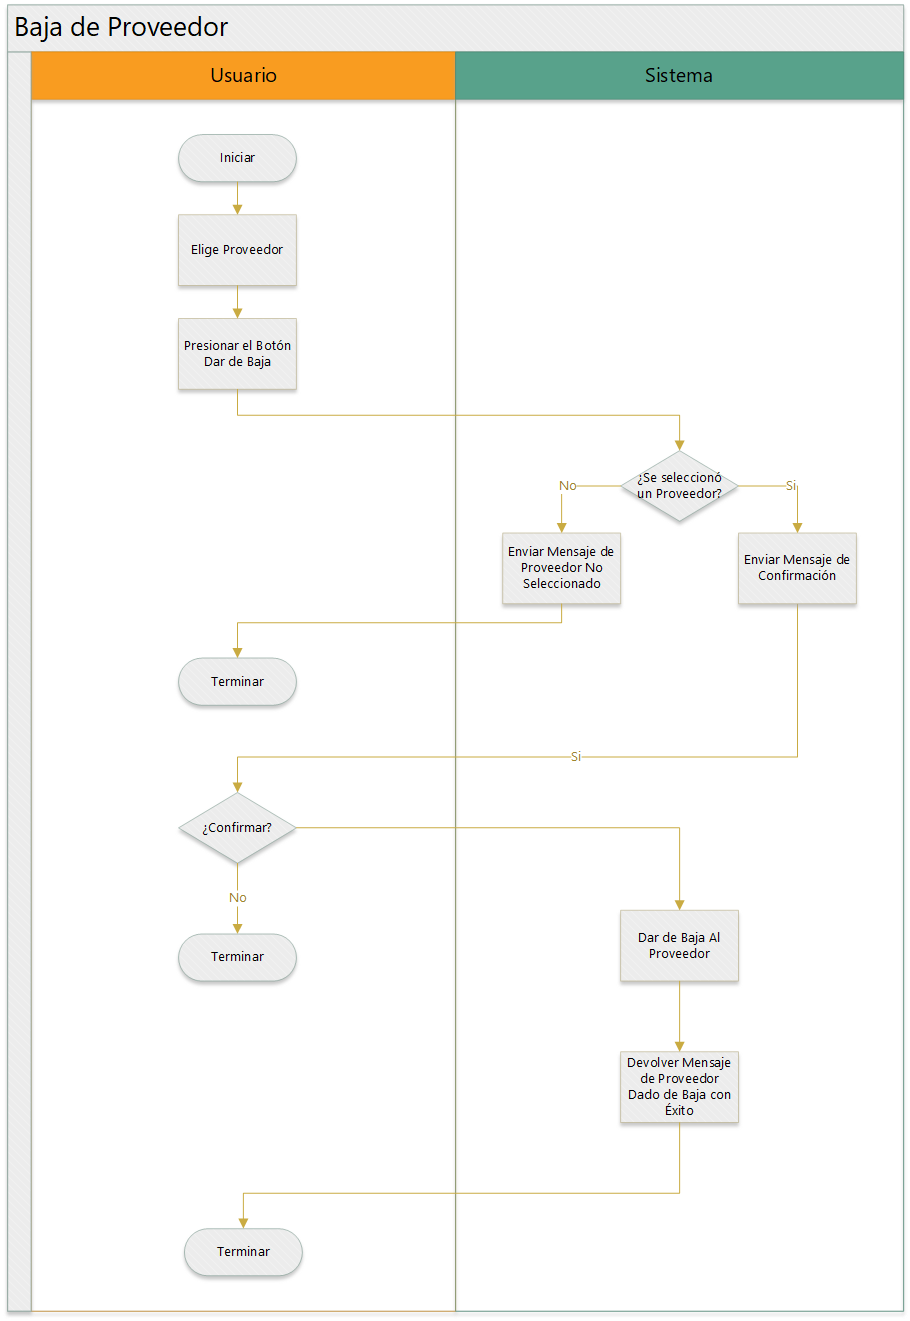 Baja de Proveedor
Usuario
Sistema
Iniciar
Elige Proveedor
Presionar el Botón
Dar de Baja
¿Se seleccionó
un Proveedor?
No
Si
Enviar Mensaje de
Proveedor No
Seleccionado
Enviar Mensaje de
Confirmación
Terminar
Si
¿Confirmar?
No
Terminar
Dar de Baja Al
Proveedor
Devolver Mensaje
de Proveedor
Dado de Baja con
Éxito
Terminar